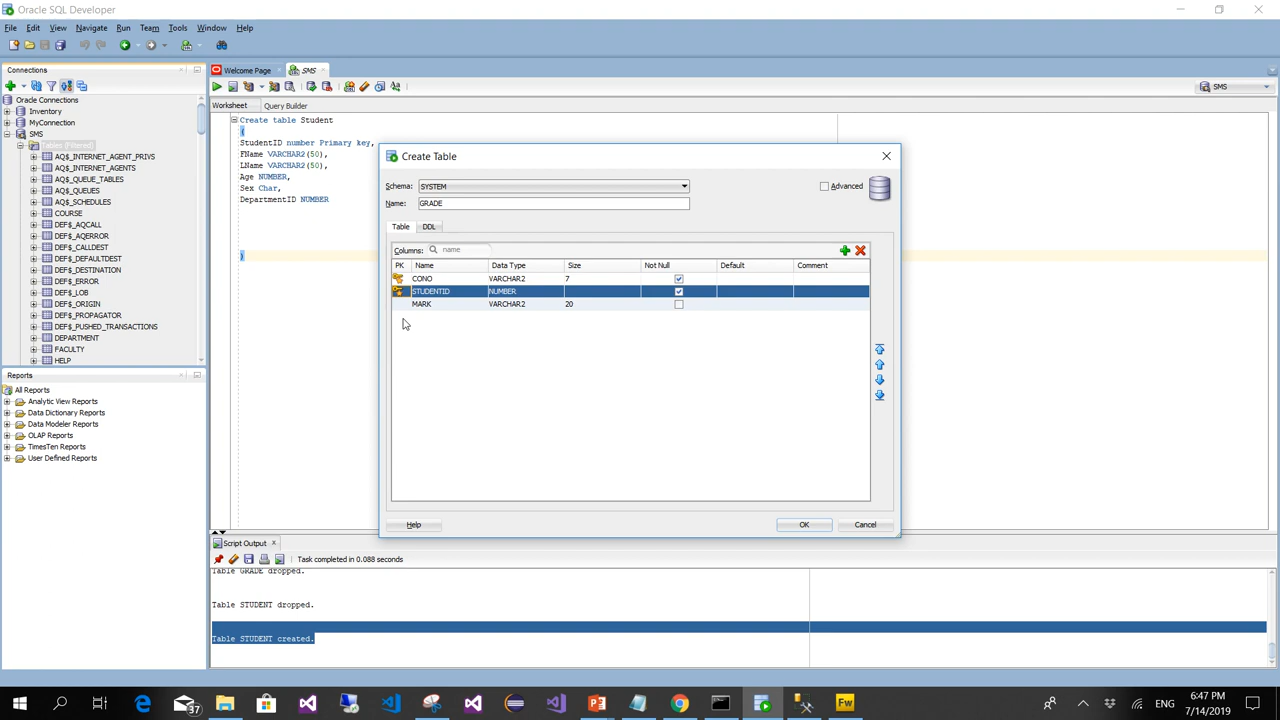 Oracle SQL Developer
File Edit View Navigate Run Team Tools Window Help
Connections
Oracle Connections
Inventory
MyConnection
SMS
Tables (Filtered)
AQ$_INTERNET_AGENT_PRIVS
AQ$_INTERNET_AGENTS
AQ$_QUEUE_TABLES
AQ$_QUEUES
AQ$_SCHEDULES
COURSE
DEF$_AQCALL
DEF$_AQERROR
DEF$_CALLDEST
DEF$_DEFAULTDEST
DEF$_DESTINATION
DEF$_ERROR
DEF$_LOB
DEF$_ORIGIN
DEF$_PROPAGATOR
DEF$_PUSHED_TRANSACTIONS
DEPARTMENT
FACULTY
HELP
Reports
All Reports
Analytic View Reports
Data Dictionary Reports
Data Modeler Reports
OLAP Reports
TimesTen Reports
User Defined Reports
Welcome Page SMS
SMS
Worksheet Query Builder
Create table Student
(
StudentID number Primary key,
FName VARCHAR2(50),
LName VARCHAR2(50),
Age NUMBER,
Sex Char,
DepartmentID NUMBER
)
Create Table
Schema: SYSTEM Advanced
Name: GRADE
Table DDL
Columns: name
PK Name Data Type Size Not Null Default Comment
CONO VARCHAR2 7
STUDENTID NUMBER
MARK VARCHAR2 20
Help OK Cancel
Script Output
Task completed in 0.088 seconds
Table GRADE dropped.
Table STUDENT dropped.
Table STUDENT created.
37
Fw
ENG
6:47 PM
7/14/2019